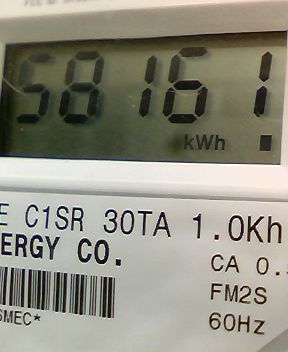 58161
kWh
E C1SR 30TA 1.0Kh
ERGY CO.
CA 0.
FM2S
60Hz
SMEC*